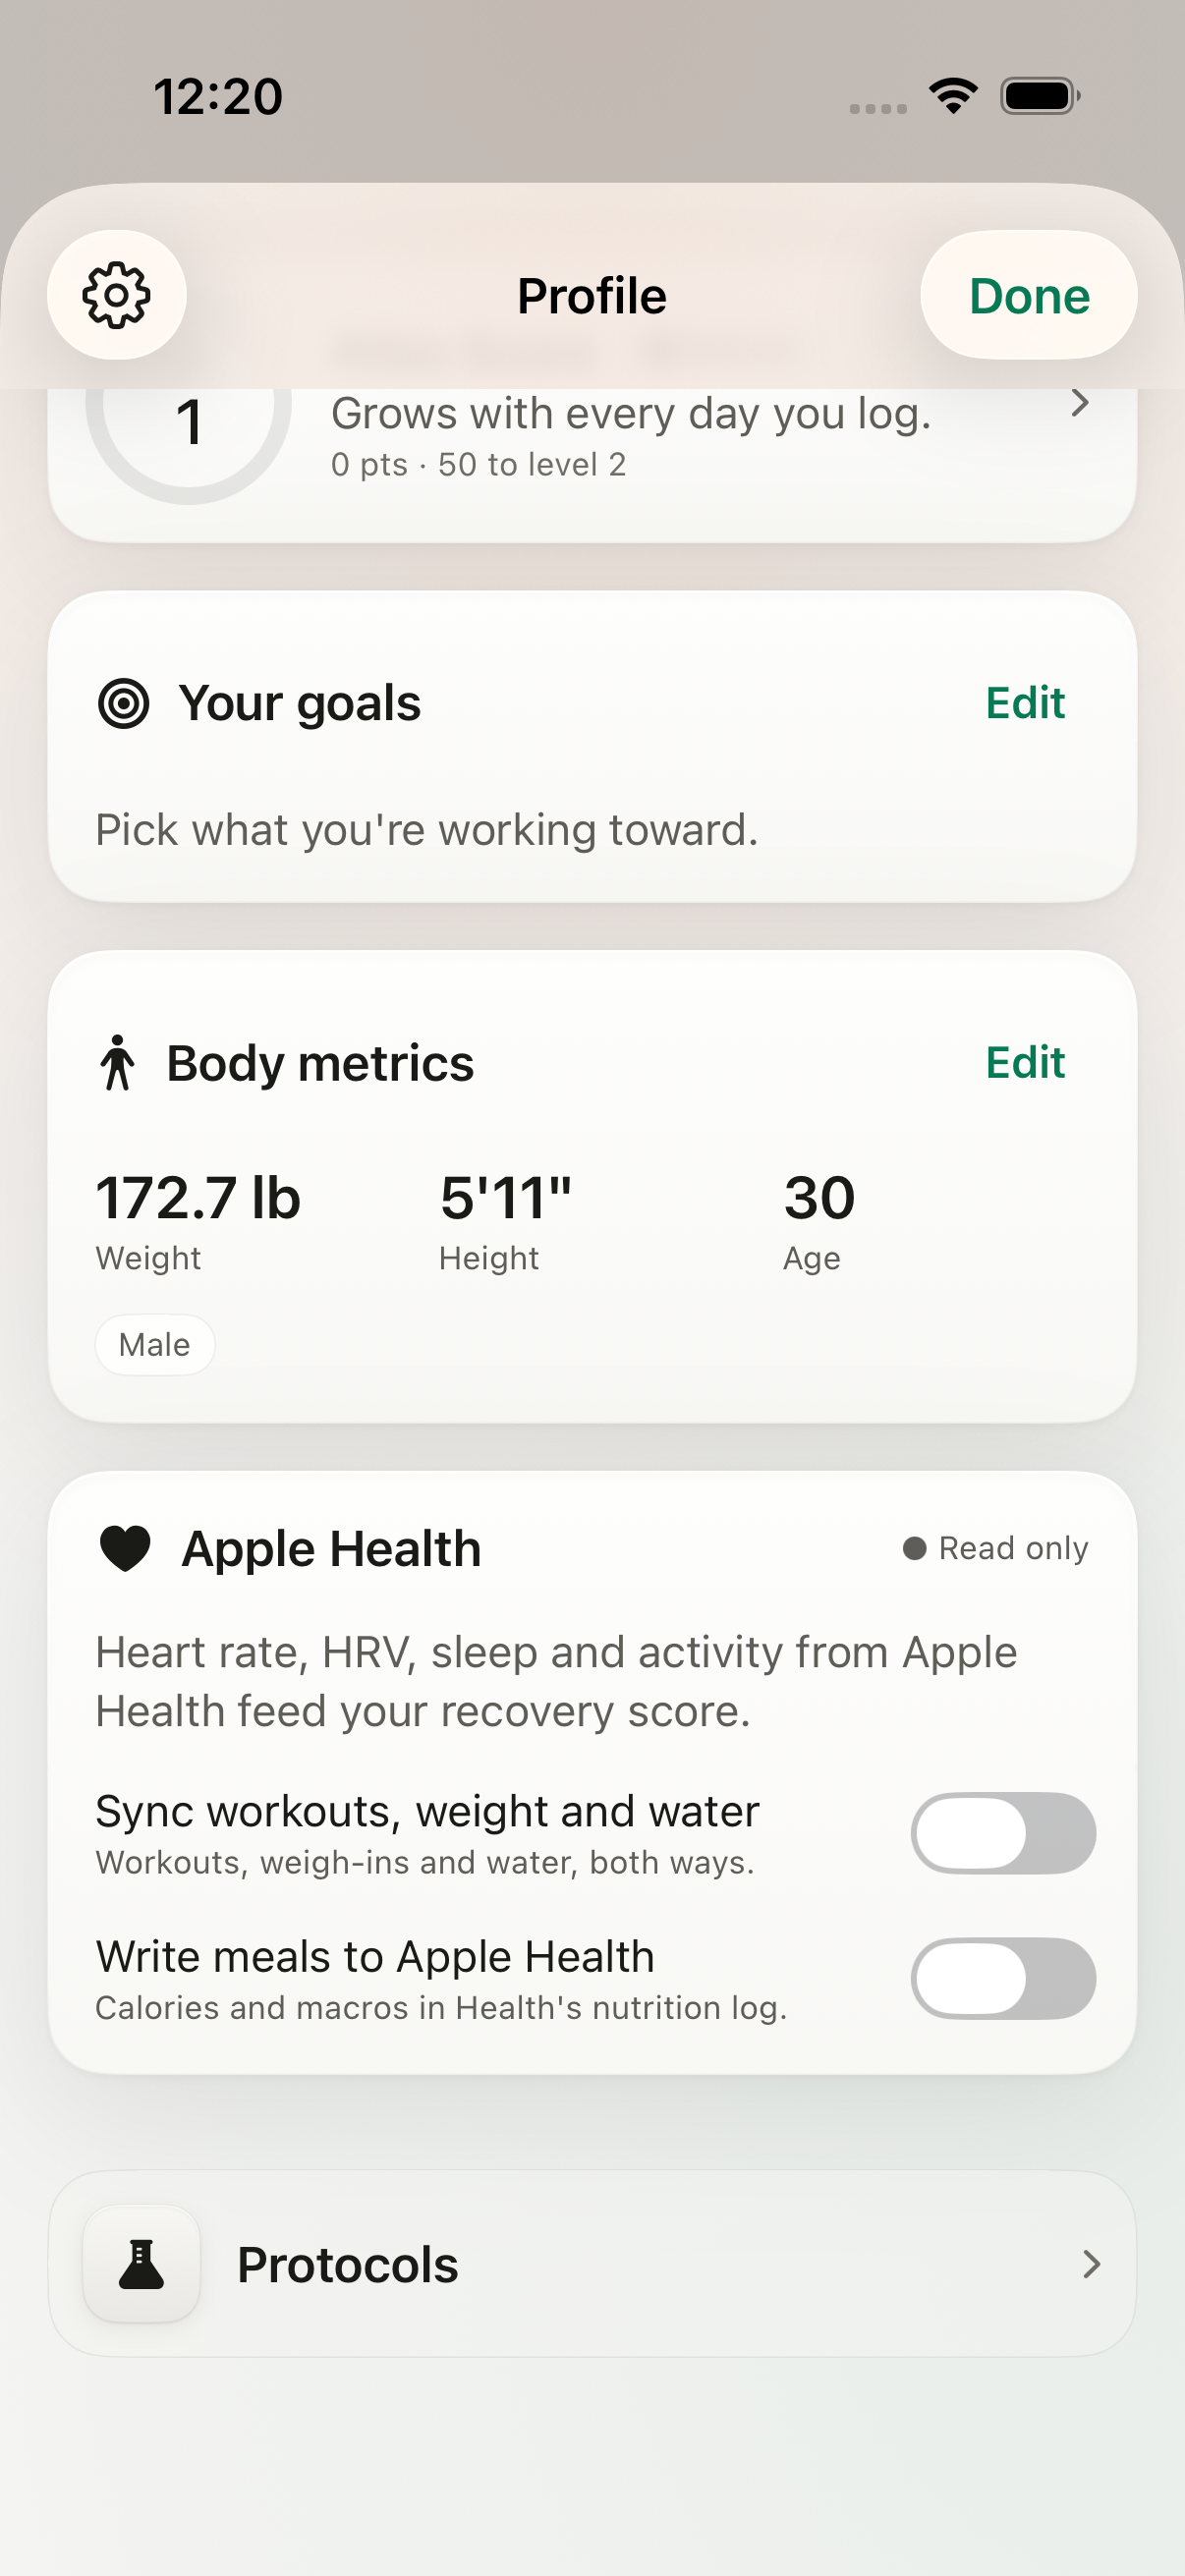 12:20
Profile
Done
1
Grows with every day you log.
0 pts · 50 to level 2
Your goals
Edit
Pick what you're working toward.
Body metrics
Edit
172.7 lb
5'11"
30
Weight
Height
Age
Male
Apple Health
Read only
Heart rate, HRV, sleep and activity from Apple
Health feed your recovery score.
Sync workouts, weight and water
Workouts, weigh-ins and water, both ways.
Write meals to Apple Health
Calories and macros in Health's nutrition log.
Protocols